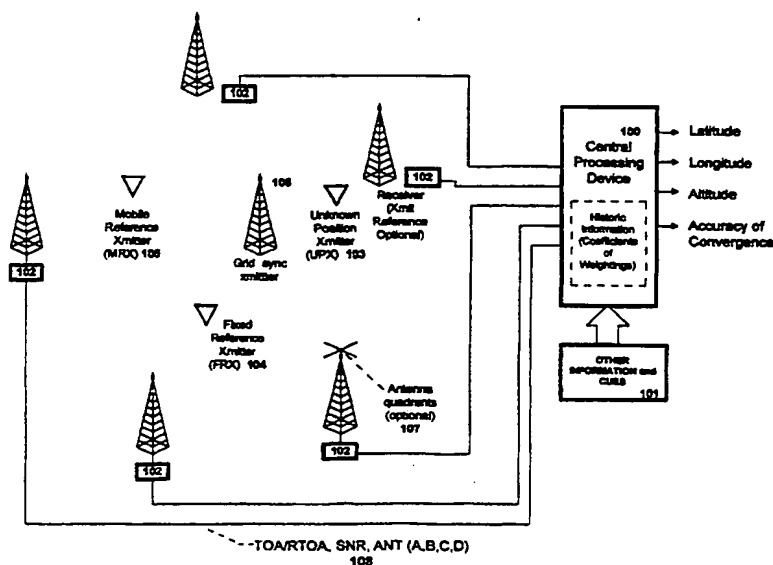 102
100
Central
Processing
Device
Historic
Information
(Coefficients
of
Weightings)
Latitude
Longitude
Altitude
Accuracy of
Convergence
102
Receiver
(Xmit
Reference
Optional)
106
Grid sync
xmitter
Unknown
Position
Xmitter
(UPX) 103
Mobile
Reference
Xmitter
(MRX) 105
102
Fixed
Reference
Xmitter
(FRX) 104
OTHER
INFORMATION and
CUES
101
Antenna
quadrants
(optional)
107
102
102
TOA/RTOA, SNR, ANT (A,B,C,D)
108